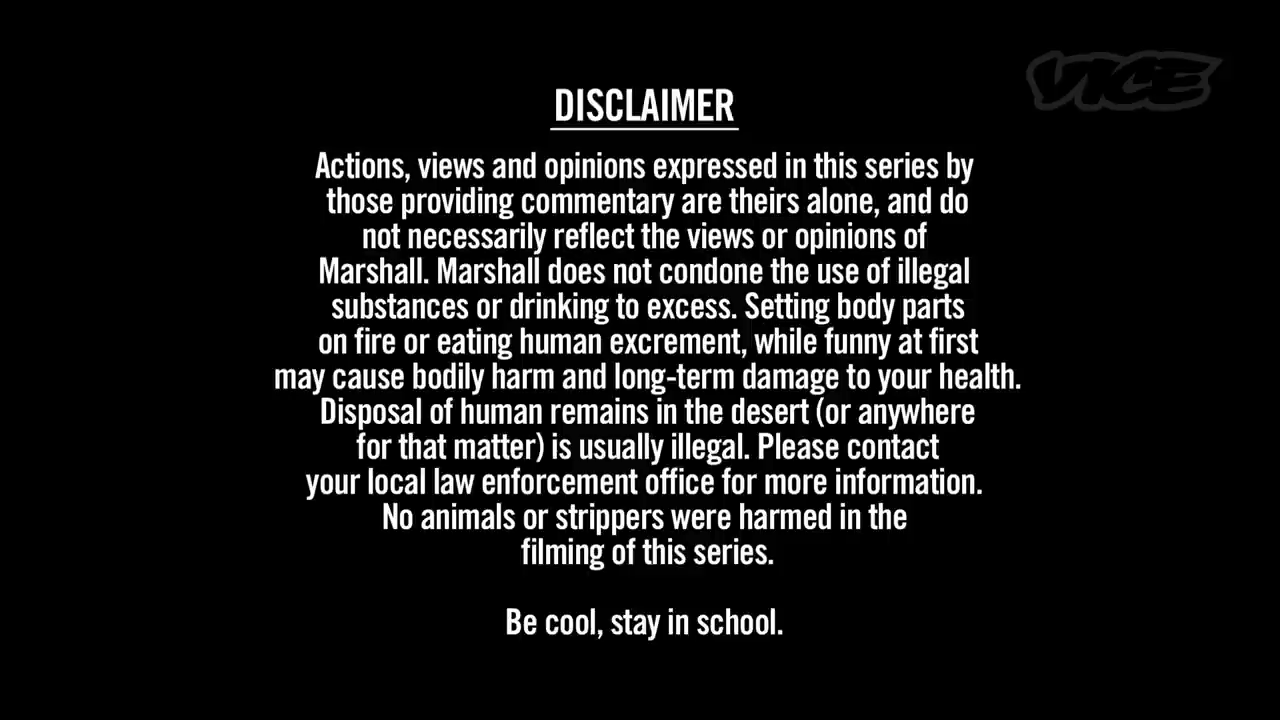 VICE
DISCLAIMER
Actions, views and opinions expressed in this series by
those providing commentary are theirs alone, and do
not necessarily reflect the views or opinions of
Marshall. Marshall does not condone the use of illegal
substances or drinking to excess. Setting body parts
on fire or eating human excrement, while funny at first
may cause bodily harm and long-term damage to your health.
Disposal of human remains in the desert (or anywhere
for that matter) is usually illegal. Please contact
your local law enforcement office for more information.
No animals or strippers were harmed in the
filming of this series.
Be cool, stay in school.